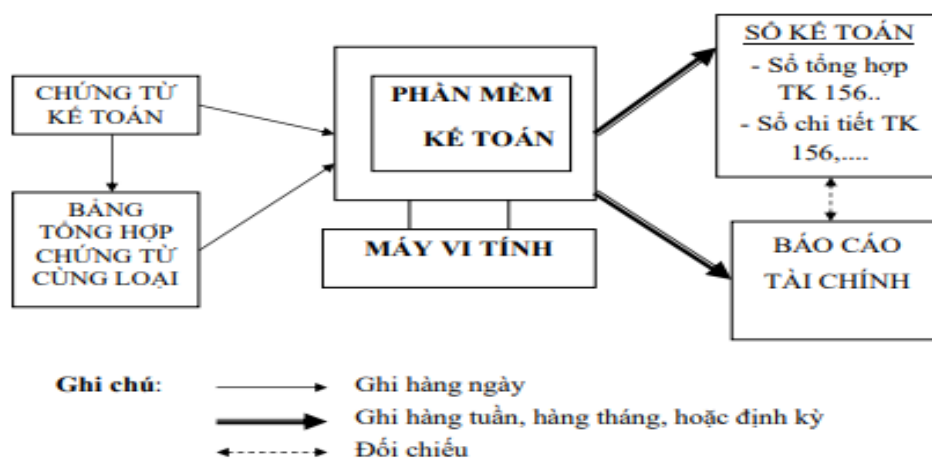 CHỨNG TỪ
KẾ TOÁN
BẢNG
TỔNG HỢP
CHỨNG TỪ
CÙNG LOẠI
PHẦN MỀM
KẾ TOÁN
MÁY VI TÍNH
SỔ KẾ TOÁN
- Sổ tổng hợp
TK 156..
- Sổ chi tiết TK
156,....
BÁO CÁO
TÀI CHÍNH
Ghi chú:
Ghi hàng ngày
Ghi hàng tuần, hàng tháng, hoặc định kỳ
Đối chiếu